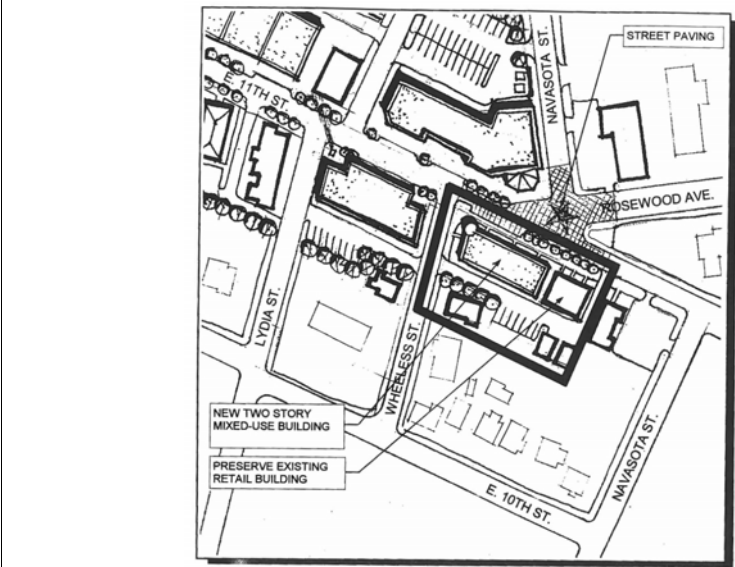 STREET PAVING
NAVASOTA ST.
E. 11TH ST.
ROSEWOOD AVE.
LYDIA ST.
WHEELESS ST.
NEW TWO STORY
MIXED-USE BUILDING
NAVASOTA ST.
PRESERVE EXISTING
RETAIL BUILDING
E. 10TH ST.